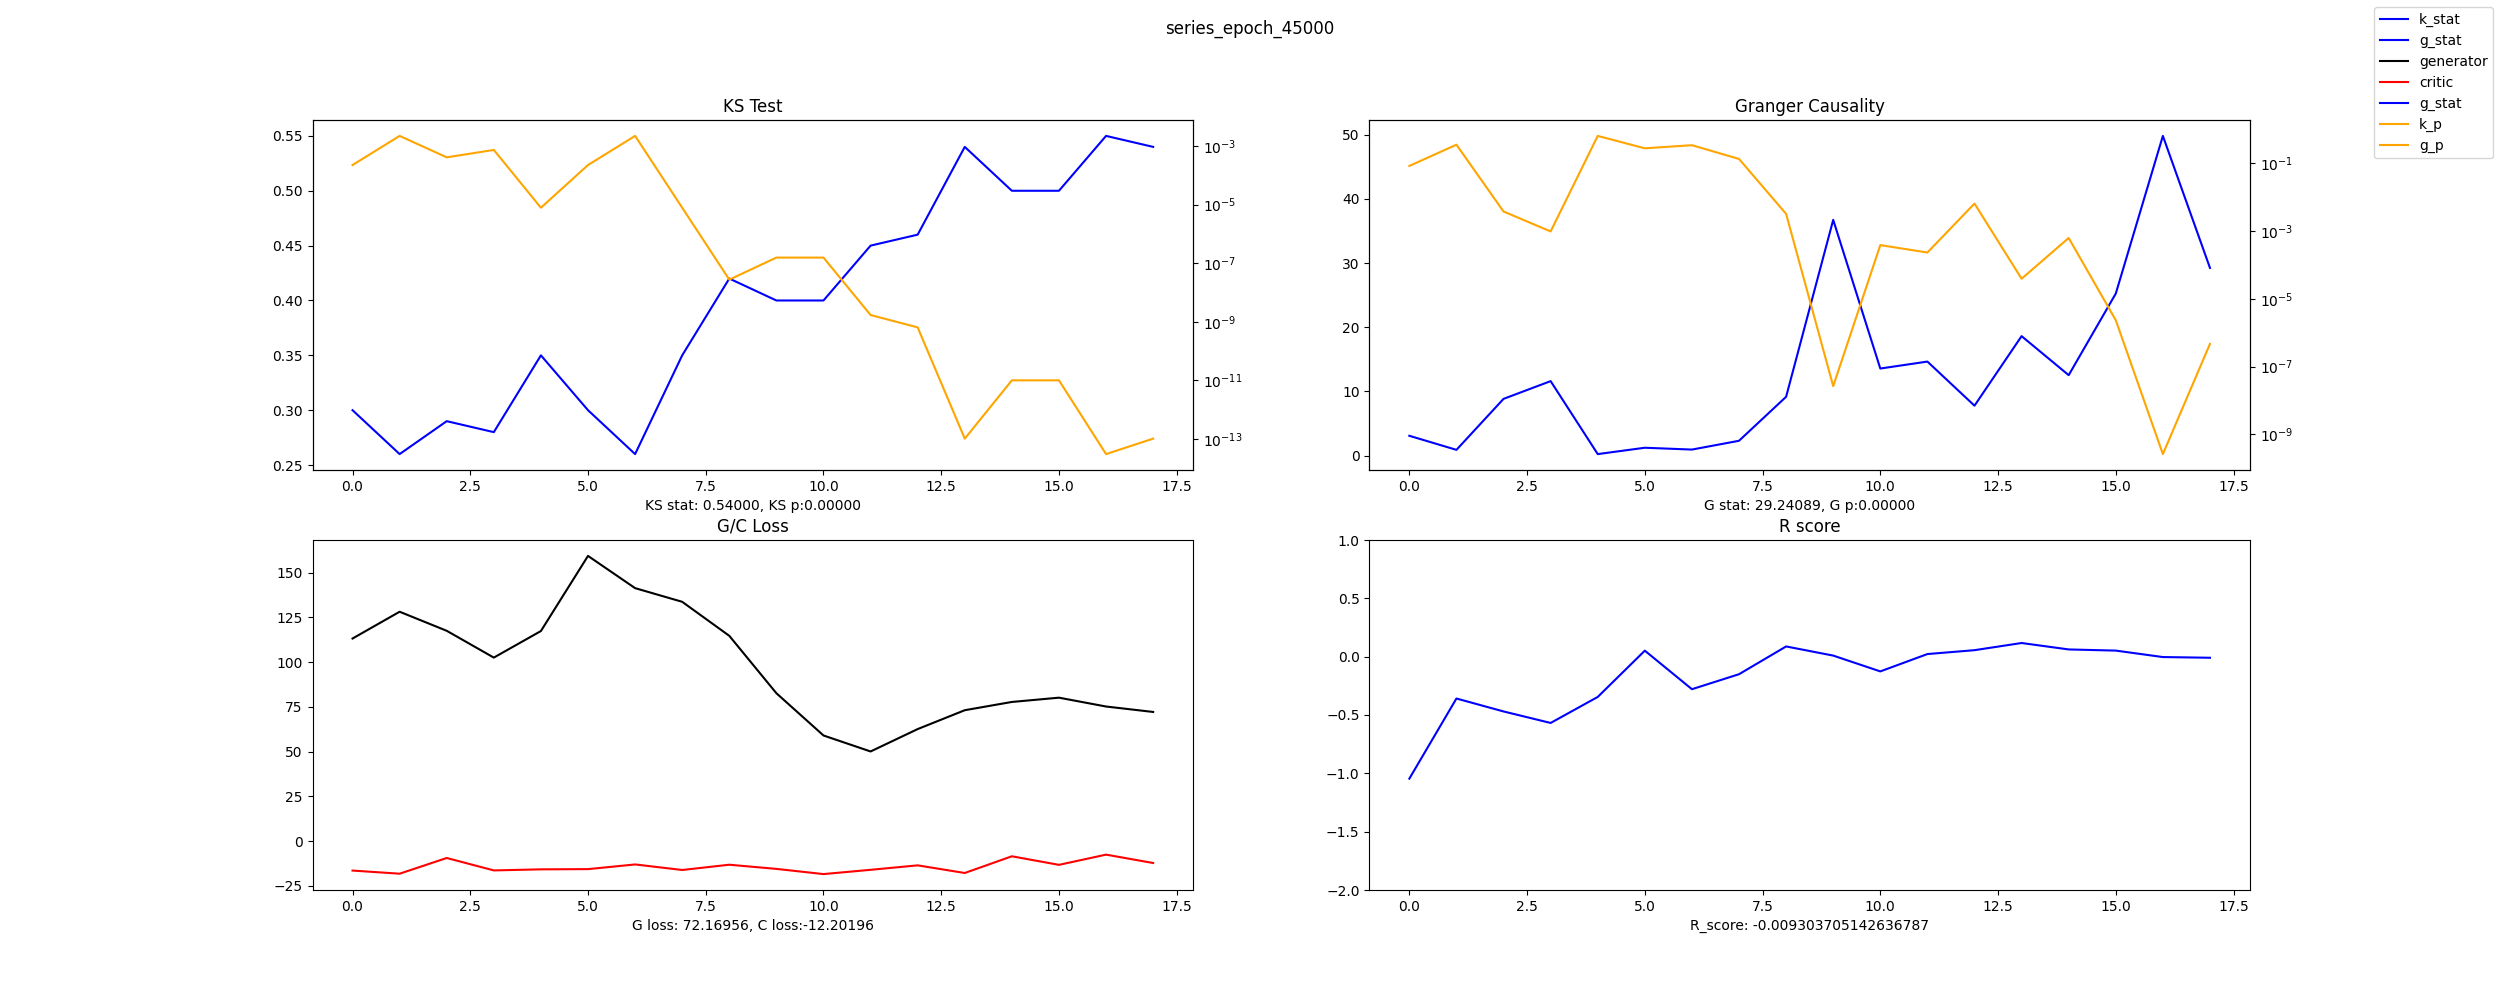 series_epoch_45000
k_stat
g_stat
generator
critic
g_stat
k_p
g_p
KS Test
0.55
0.50
0.45
0.40
0.35
0.30
0.25
10⁻³
10⁻⁵
10⁻⁷
10⁻⁹
10⁻¹¹
10⁻¹³
0.0 2.5 5.0 7.5 10.0 12.5 15.0 17.5
KS stat: 0.54000, KS p:0.00000
Granger Causality
50
40
30
20
10
0
10⁻¹
10⁻³
10⁻⁵
10⁻⁷
10⁻⁹
0.0 2.5 5.0 7.5 10.0 12.5 15.0 17.5
G stat: 29.24089, G p:0.00000
G/C Loss
150
125
100
75
50
25
0
−25
0.0 2.5 5.0 7.5 10.0 12.5 15.0 17.5
G loss: 72.16956, C loss:-12.20196
R score
1.0
0.5
0.0
−0.5
−1.0
−1.5
−2.0
0.0 2.5 5.0 7.5 10.0 12.5 15.0 17.5
R_score: -0.009303705142636787